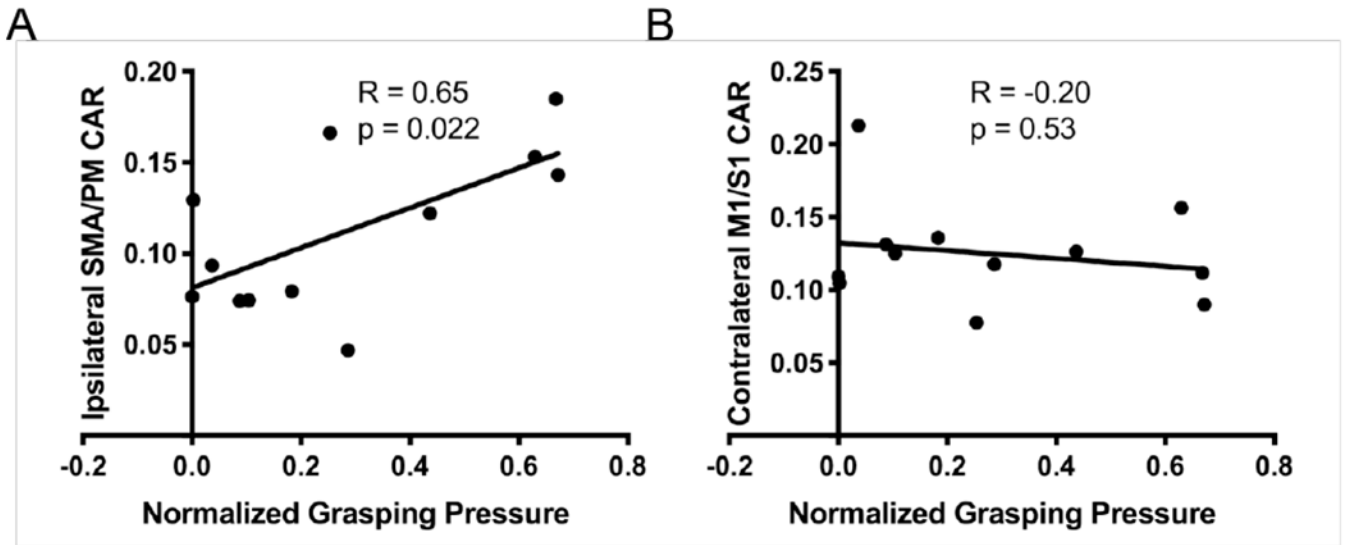 A
Ipsilateral SMA/PM CAR
0.20
0.15
0.10
0.05
R = 0.65
p = 0.022
-0.2 0.0 0.2 0.4 0.6 0.8
Normalized Grasping Pressure
B
Contralateral M1/S1 CAR
0.25
0.20
0.15
0.10
0.05
R = -0.20
p = 0.53
-0.2 0.0 0.2 0.4 0.6 0.8
Normalized Grasping Pressure